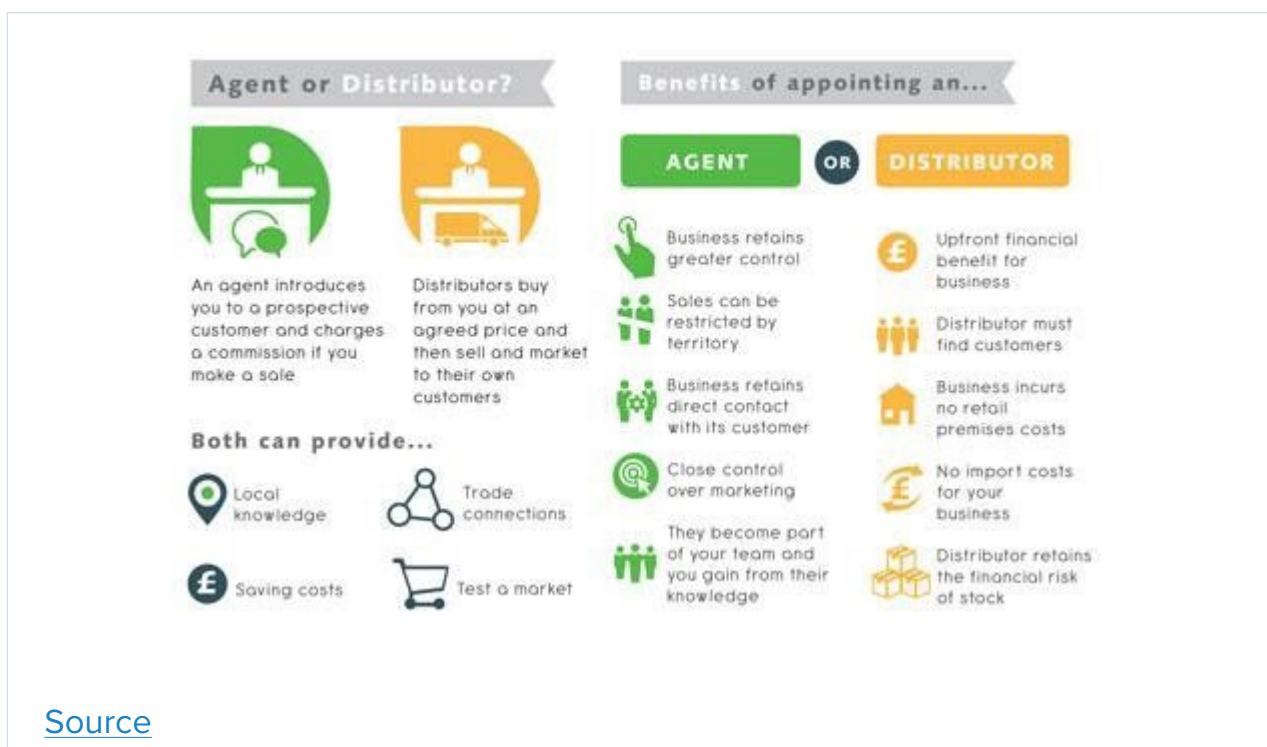 Agent or Distributor?
An agent introduces
you to a prospective
customer and charges
a commission if you
make a sale
Distributors buy
from you at an
agreed price and
then sell and market
to their own
customers
Both can provide...
Local
knowledge
Trade
connections
£
Saving costs
Test a market
Benefits of appointing an...
AGENT
OR
DISTRIBUTOR
Business retains
greater control
Sales can be
restricted by
territory
Business retains
direct contact
with its customer
Close control
over marketing
They become part
of your team and
you gain from their
knowledge
£
Upfront financial
benefit for
business
Distributor must
find customers
Business incurs
no retail
premises costs
£
No import costs
for your
business
Distributor retains
the financial risk
of stock
Source